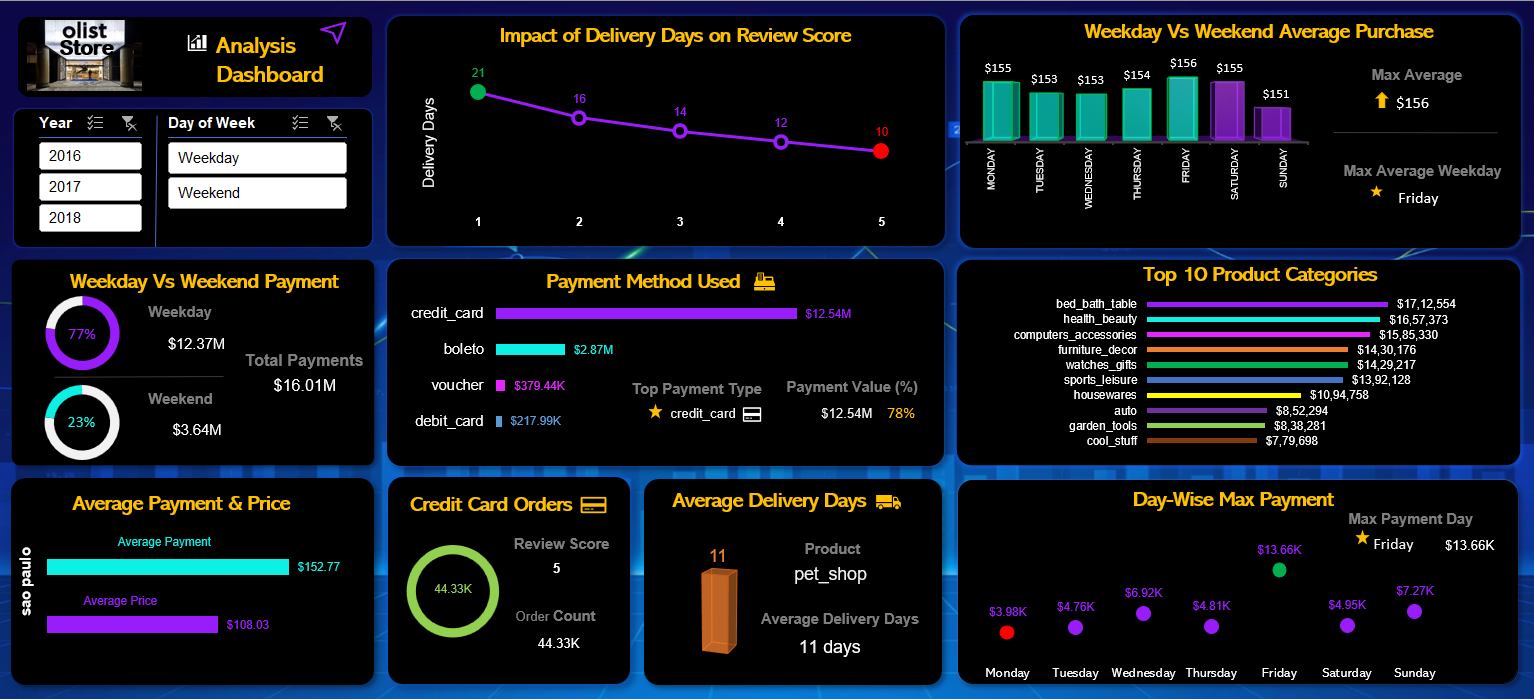 olist
Store
Analysis
Dashboard
Year
Day of Week
2016
2017
2018
Weekday
Weekend
Impact of Delivery Days on Review Score
Delivery Days
21
16
14
12
10
1
2
3
4
5
Weekday Vs Weekend Average Purchase
$155
$153
$153
$154
$156
$155
$151
MONDAY
TUESDAY
WEDNESDAY
THURSDAY
FRIDAY
SATURDAY
SUNDAY
Max Average
$156
Max Average Weekday
Friday
Weekday Vs Weekend Payment
77%
Weekday
$12.37M
23%
Weekend
$3.64M
Total Payments
$16.01M
Payment Method Used
credit_card $12.54M
boleto $2.87M
voucher $379.44K
debit_card $217.99K
Top Payment Type
credit_card
Payment Value (%)
$12.54M 78%
Top 10 Product Categories
bed_bath_table $17,12,554
health_beauty $16,57,373
computers_accessories $15,85,330
furniture_decor $14,30,176
watches_gifts $14,29,217
sports_leisure $13,92,128
housewares $10,94,758
auto $8,52,294
garden_tools $8,38,281
cool_stuff $7,79,698
Average Payment & Price
sao paulo
Average Payment
$152.77
Average Price
$108.03
Credit Card Orders
44.33K
Review Score
5
Order Count
44.33K
Average Delivery Days
11
Product
pet_shop
Average Delivery Days
11 days
Day-Wise Max Payment
Max Payment Day
Friday $13.66K
$3.98K
$4.76K
$6.92K
$4.81K
$13.66K
$4.95K
$7.27K
Monday
Tuesday
Wednesday
Thursday
Friday
Saturday
Sunday